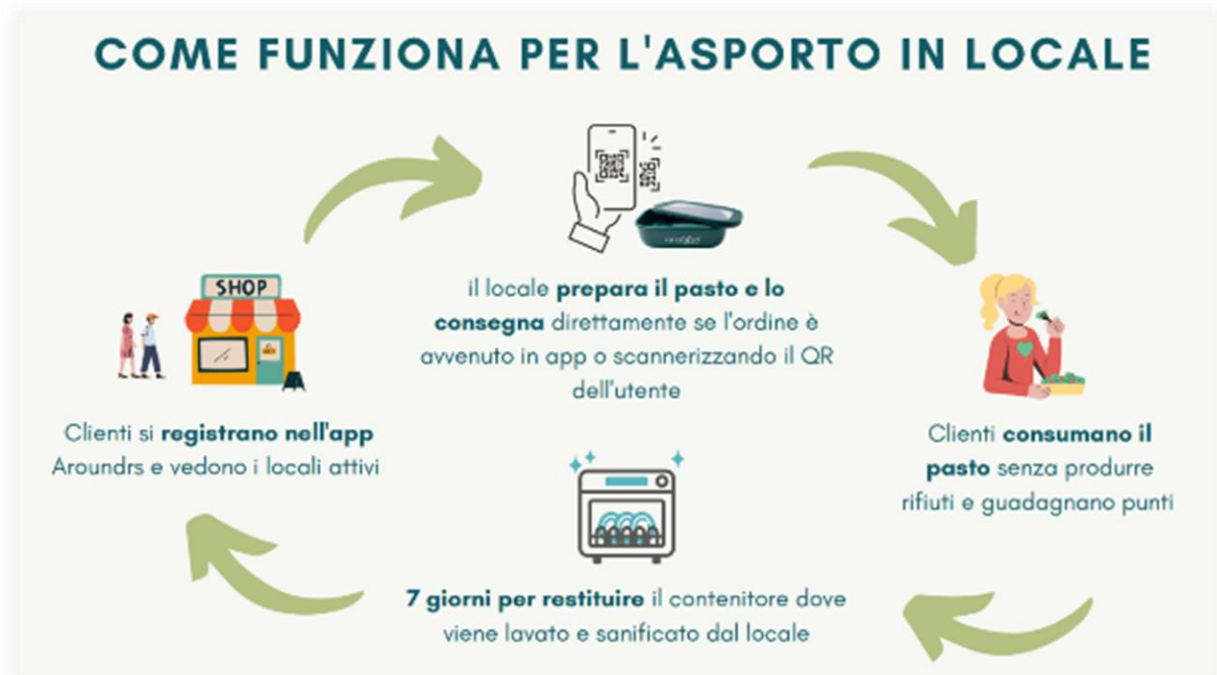 COME FUNZIONA PER L'ASPORTO IN LOCALE
SHOP
Clienti si registrano nell'app
Aroundrs e vedono i locali attivi
il locale prepara il pasto e lo
consegna direttamente se l'ordine è
avvenuto in app o scannerizzando il QR
dell'utente
Clienti consumano il
pasto senza produrre
rifiuti e guadagnano punti
7 giorni per restituire il contenitore dove
viene lavato e sanificato dal locale